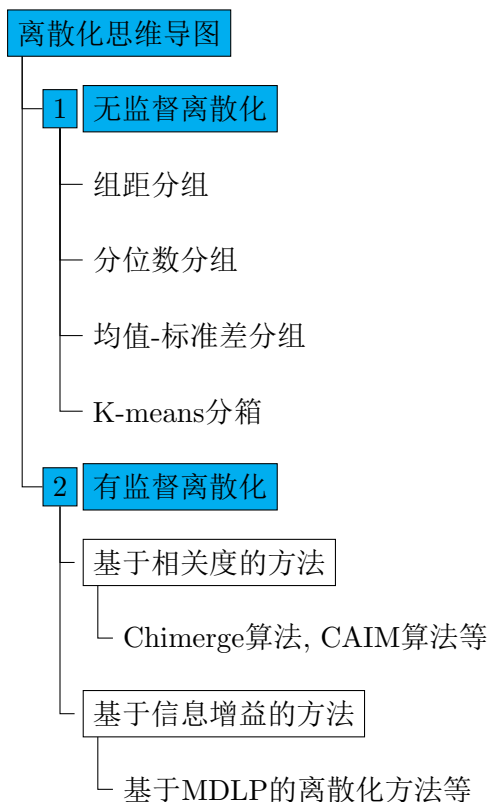 离散化思维导图
1 无监督离散化
组距分组
分位数分组
均值-标准差分组
K-means分箱
2 有监督离散化
基于相关度的方法
Chimerge算法, CAIM算法等
基于信息增益的方法
基于MDLP的离散化方法等